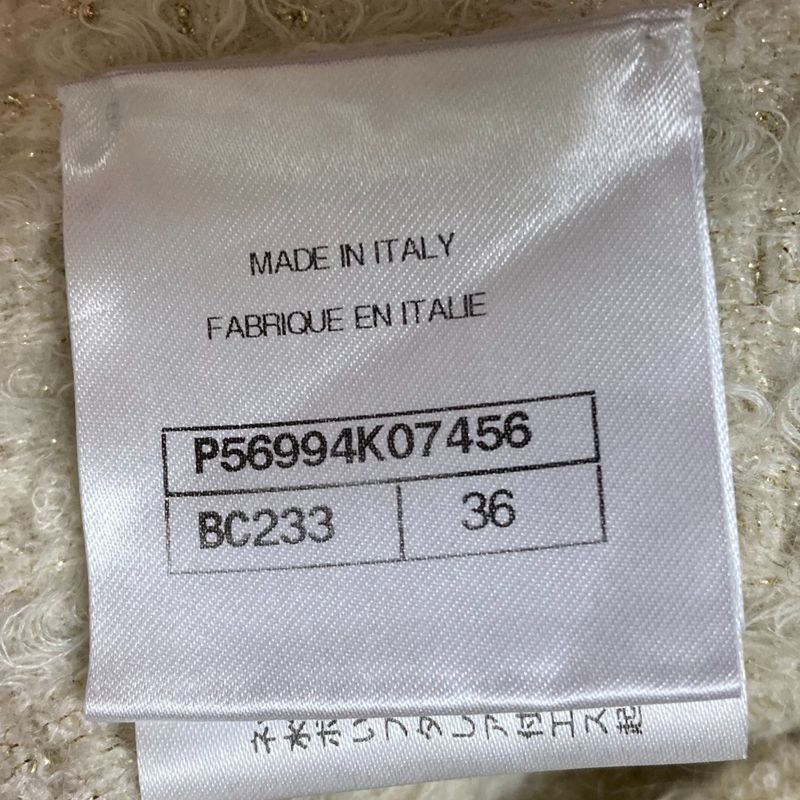 MADE IN ITALY
FABRIQUE EN ITALIE
P56994K07456
BC233 36